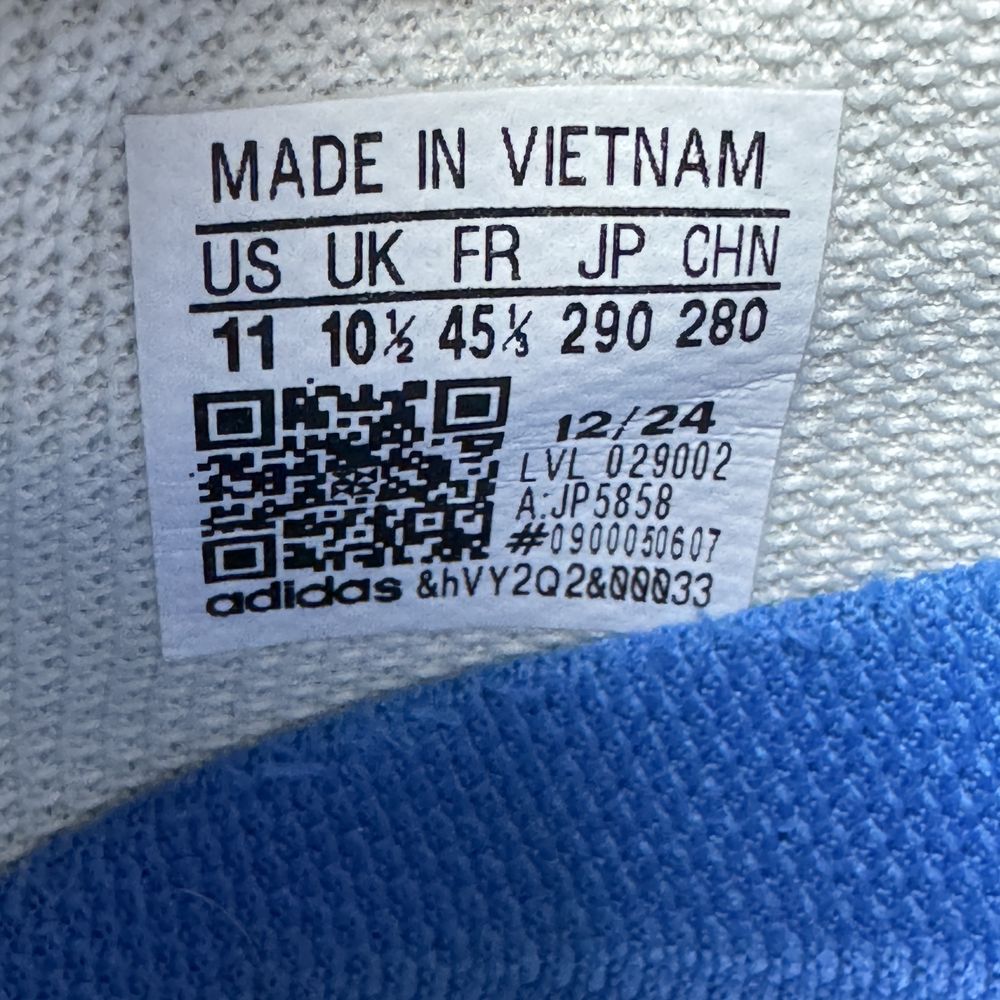 MADE IN VIETNAM
US UK FR JP CHN
11 10½ 45⅓ 290 280
12/24
LVL 029002
A:JP5858
#0900050607
adidas &hVY2Q2&00033